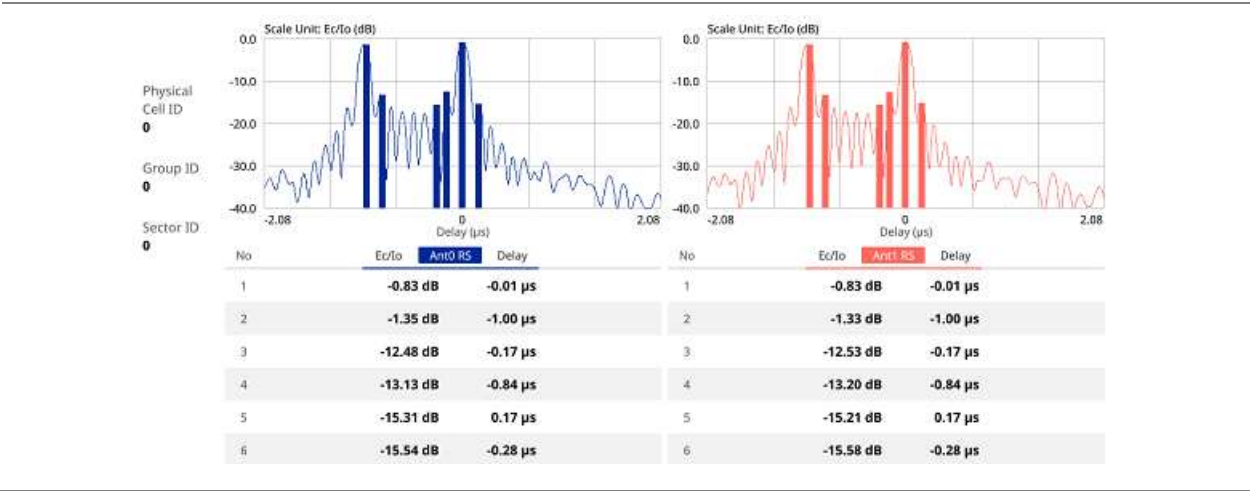 Scale Unit: Ec/Io (dB)
0.0
-10.0
-20.0
-30.0
-40.0
-2.08
0
2.08
Delay (µs)
Physical
Cell ID
0
Group ID
0
Sector ID
0
No Ec/Io Ant0 RS Delay
1 -0.83 dB -0.01 µs
2 -1.35 dB -1.00 µs
3 -12.48 dB -0.17 µs
4 -13.13 dB -0.84 µs
5 -15.31 dB 0.17 µs
6 -15.54 dB -0.28 µs
Scale Unit: Ec/Io (dB)
0.0
-10.0
-20.0
-30.0
-40.0
-2.08
0
2.08
Delay (µs)
No Ec/Io Ant1 RS Delay
1 -0.83 dB -0.01 µs
2 -1.33 dB -1.00 µs
3 -12.53 dB -0.17 µs
4 -13.20 dB -0.84 µs
5 -15.21 dB 0.17 µs
6 -15.58 dB -0.28 µs